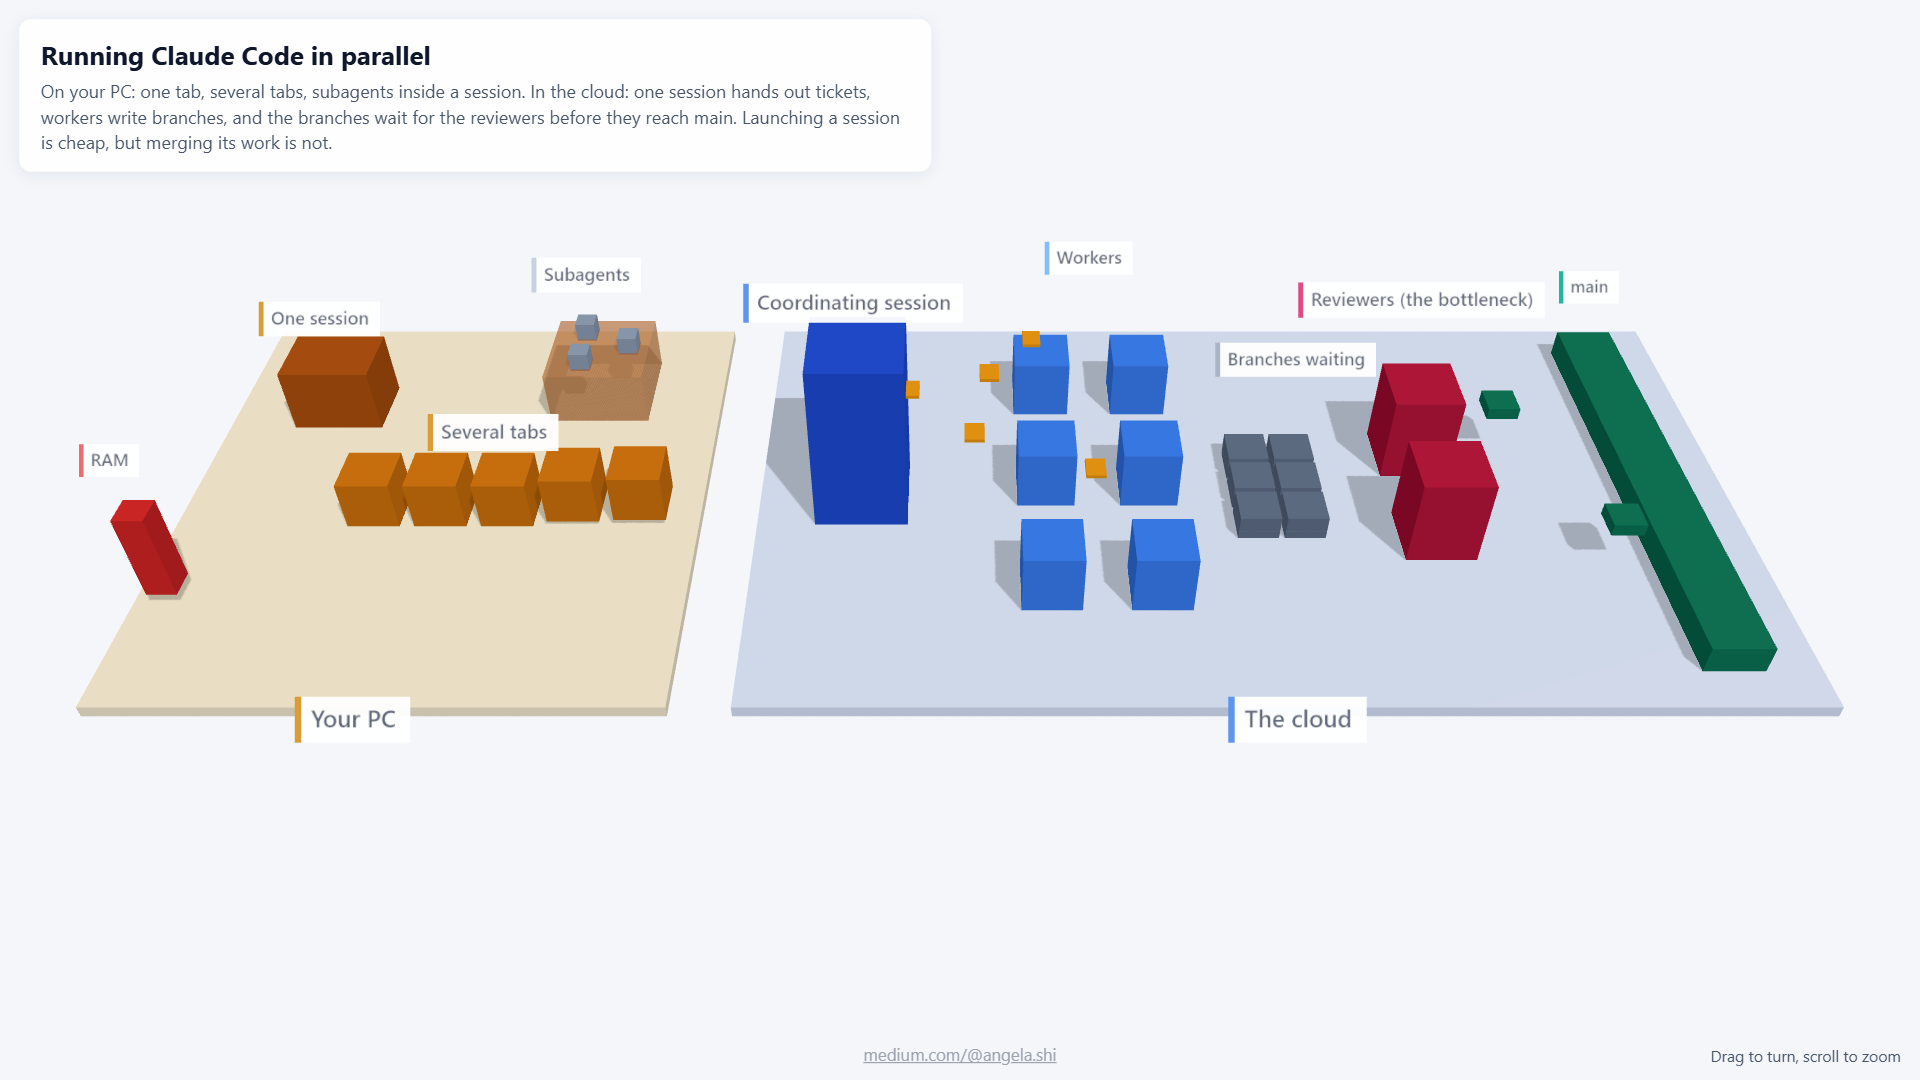 Running Claude Code in parallel
On your PC: one tab, several tabs, subagents inside a session. In the cloud: one session hands out tickets,
workers write branches, and the branches wait for the reviewers before they reach main. Launching a session
is cheap, but merging its work is not.
Workers
Subagents
Coordinating session
Reviewers (the bottleneck)
main
One session
Branches waiting
Several tabs
RAM
Your PC
The cloud
medium.com/@angela.shi
Drag to turn, scroll to zoom